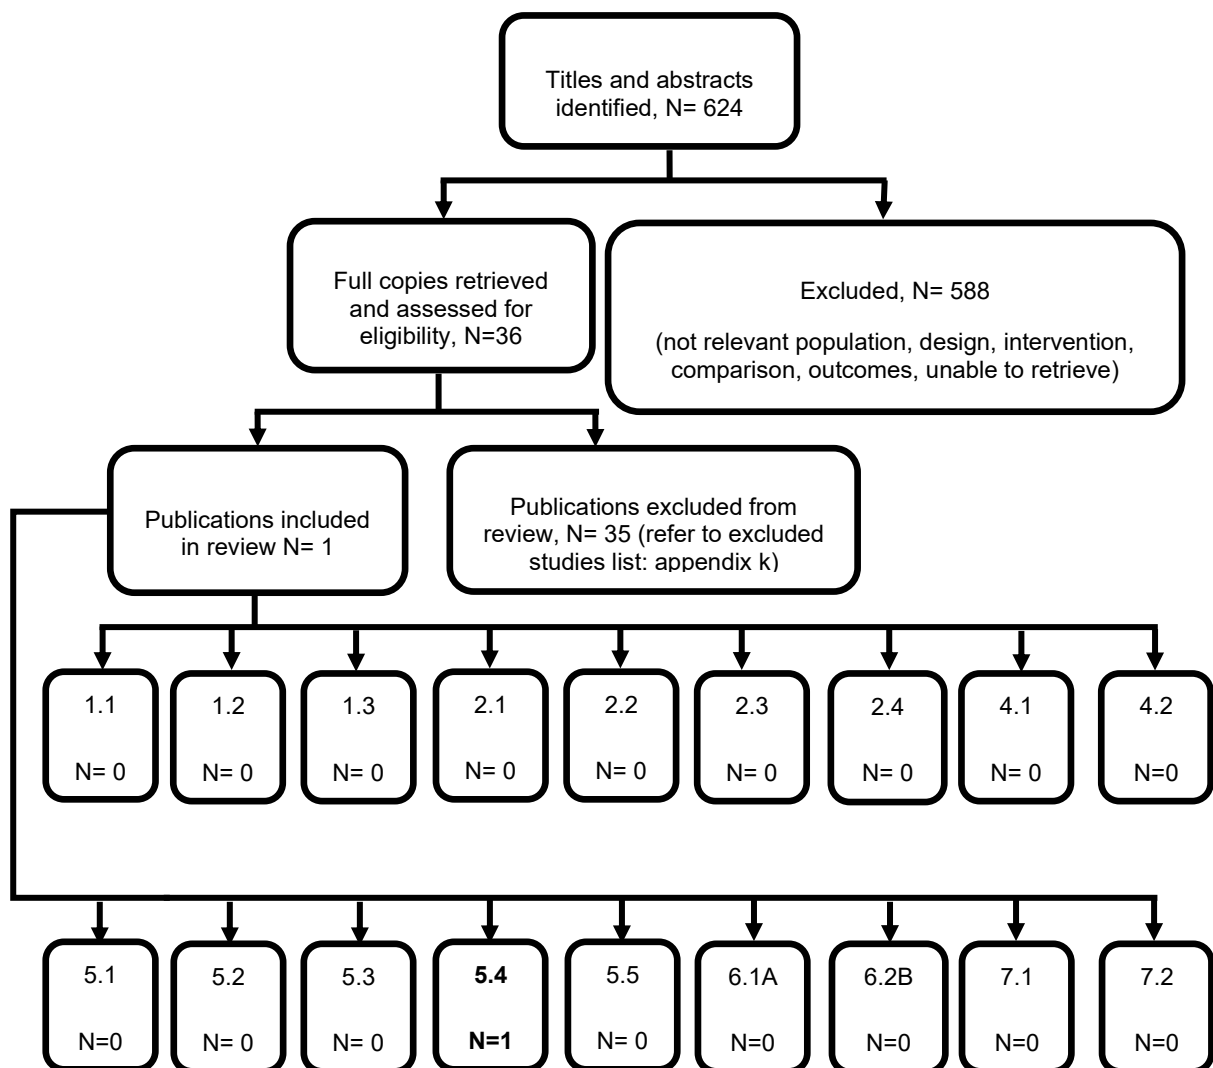 Titles and abstracts
identified, N= 624
Full copies retrieved
and assessed for
eligibility, N=36
Excluded, N= 588
(not relevant population, design, intervention,
comparison, outcomes, unable to retrieve)
Publications included
in review N= 1
Publications excluded from
review, N= 35 (refer to excluded
studies list: appendix k)
1.1
N= 0
1.2
N= 0
1.3
N= 0
2.1
N= 0
2.2
N= 0
2.3
N= 0
2.4
N= 0
4.1
N= 0
4.2
N=0
5.1
N=0
5.2
N= 0
5.3
N= 0
5.4
N=1
5.5
N= 0
6.1A
N=0
6.2B
N=0
7.1
N=0
7.2
N=0